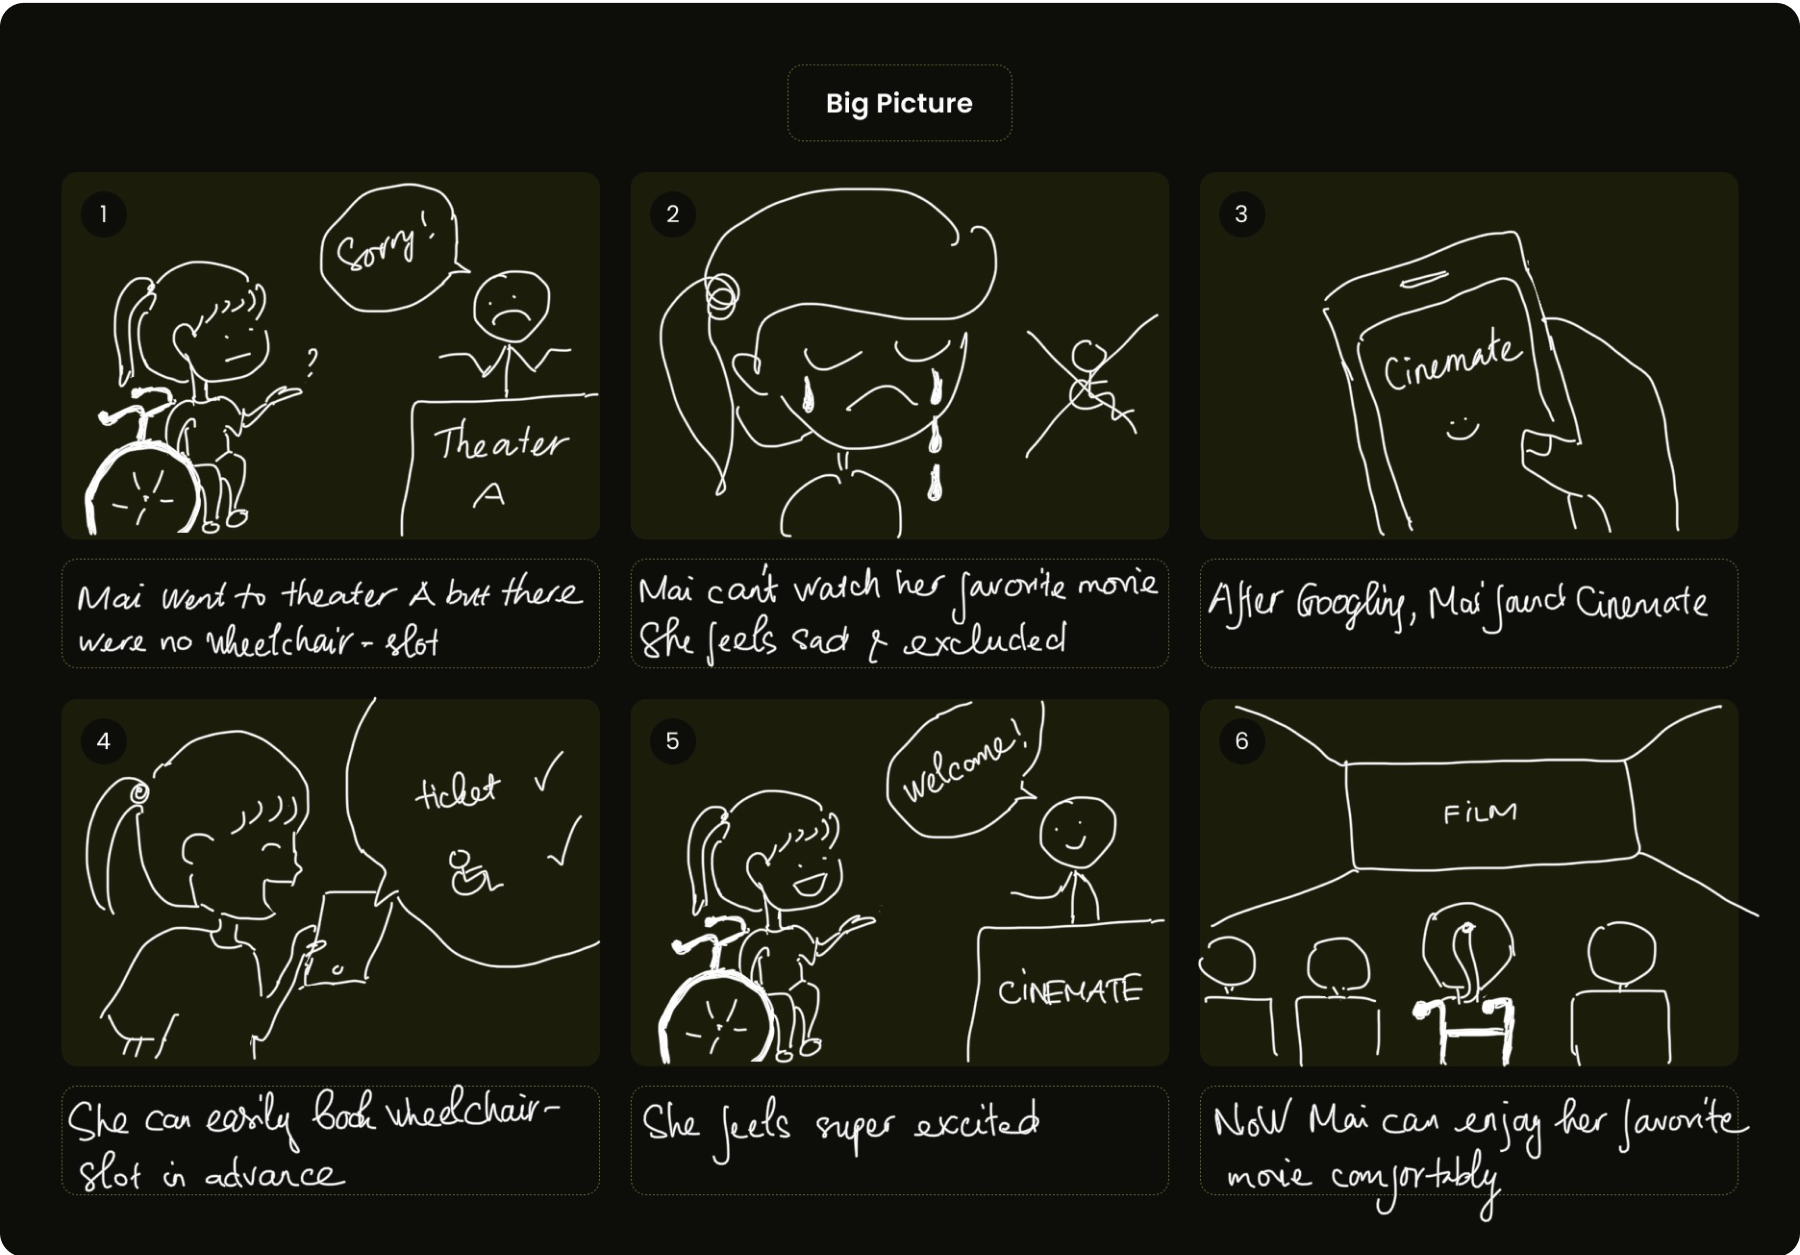 Big Picture
1
Sorry!
?
Theater
A
Mai went to theater A but there
were no wheelchair - slot
2
Mai can't watch her favorite movie
She feels sad & excluded
3
Cinemate
After Googling, Mai found Cinemate
4
ticket ✓
✓
She can easily book wheelchair-
slot in advance
5
Welcome!
CiNEMATE
She feels super excited
6
FiLM
NoW Mai can enjoy her favorite
movie comfortably